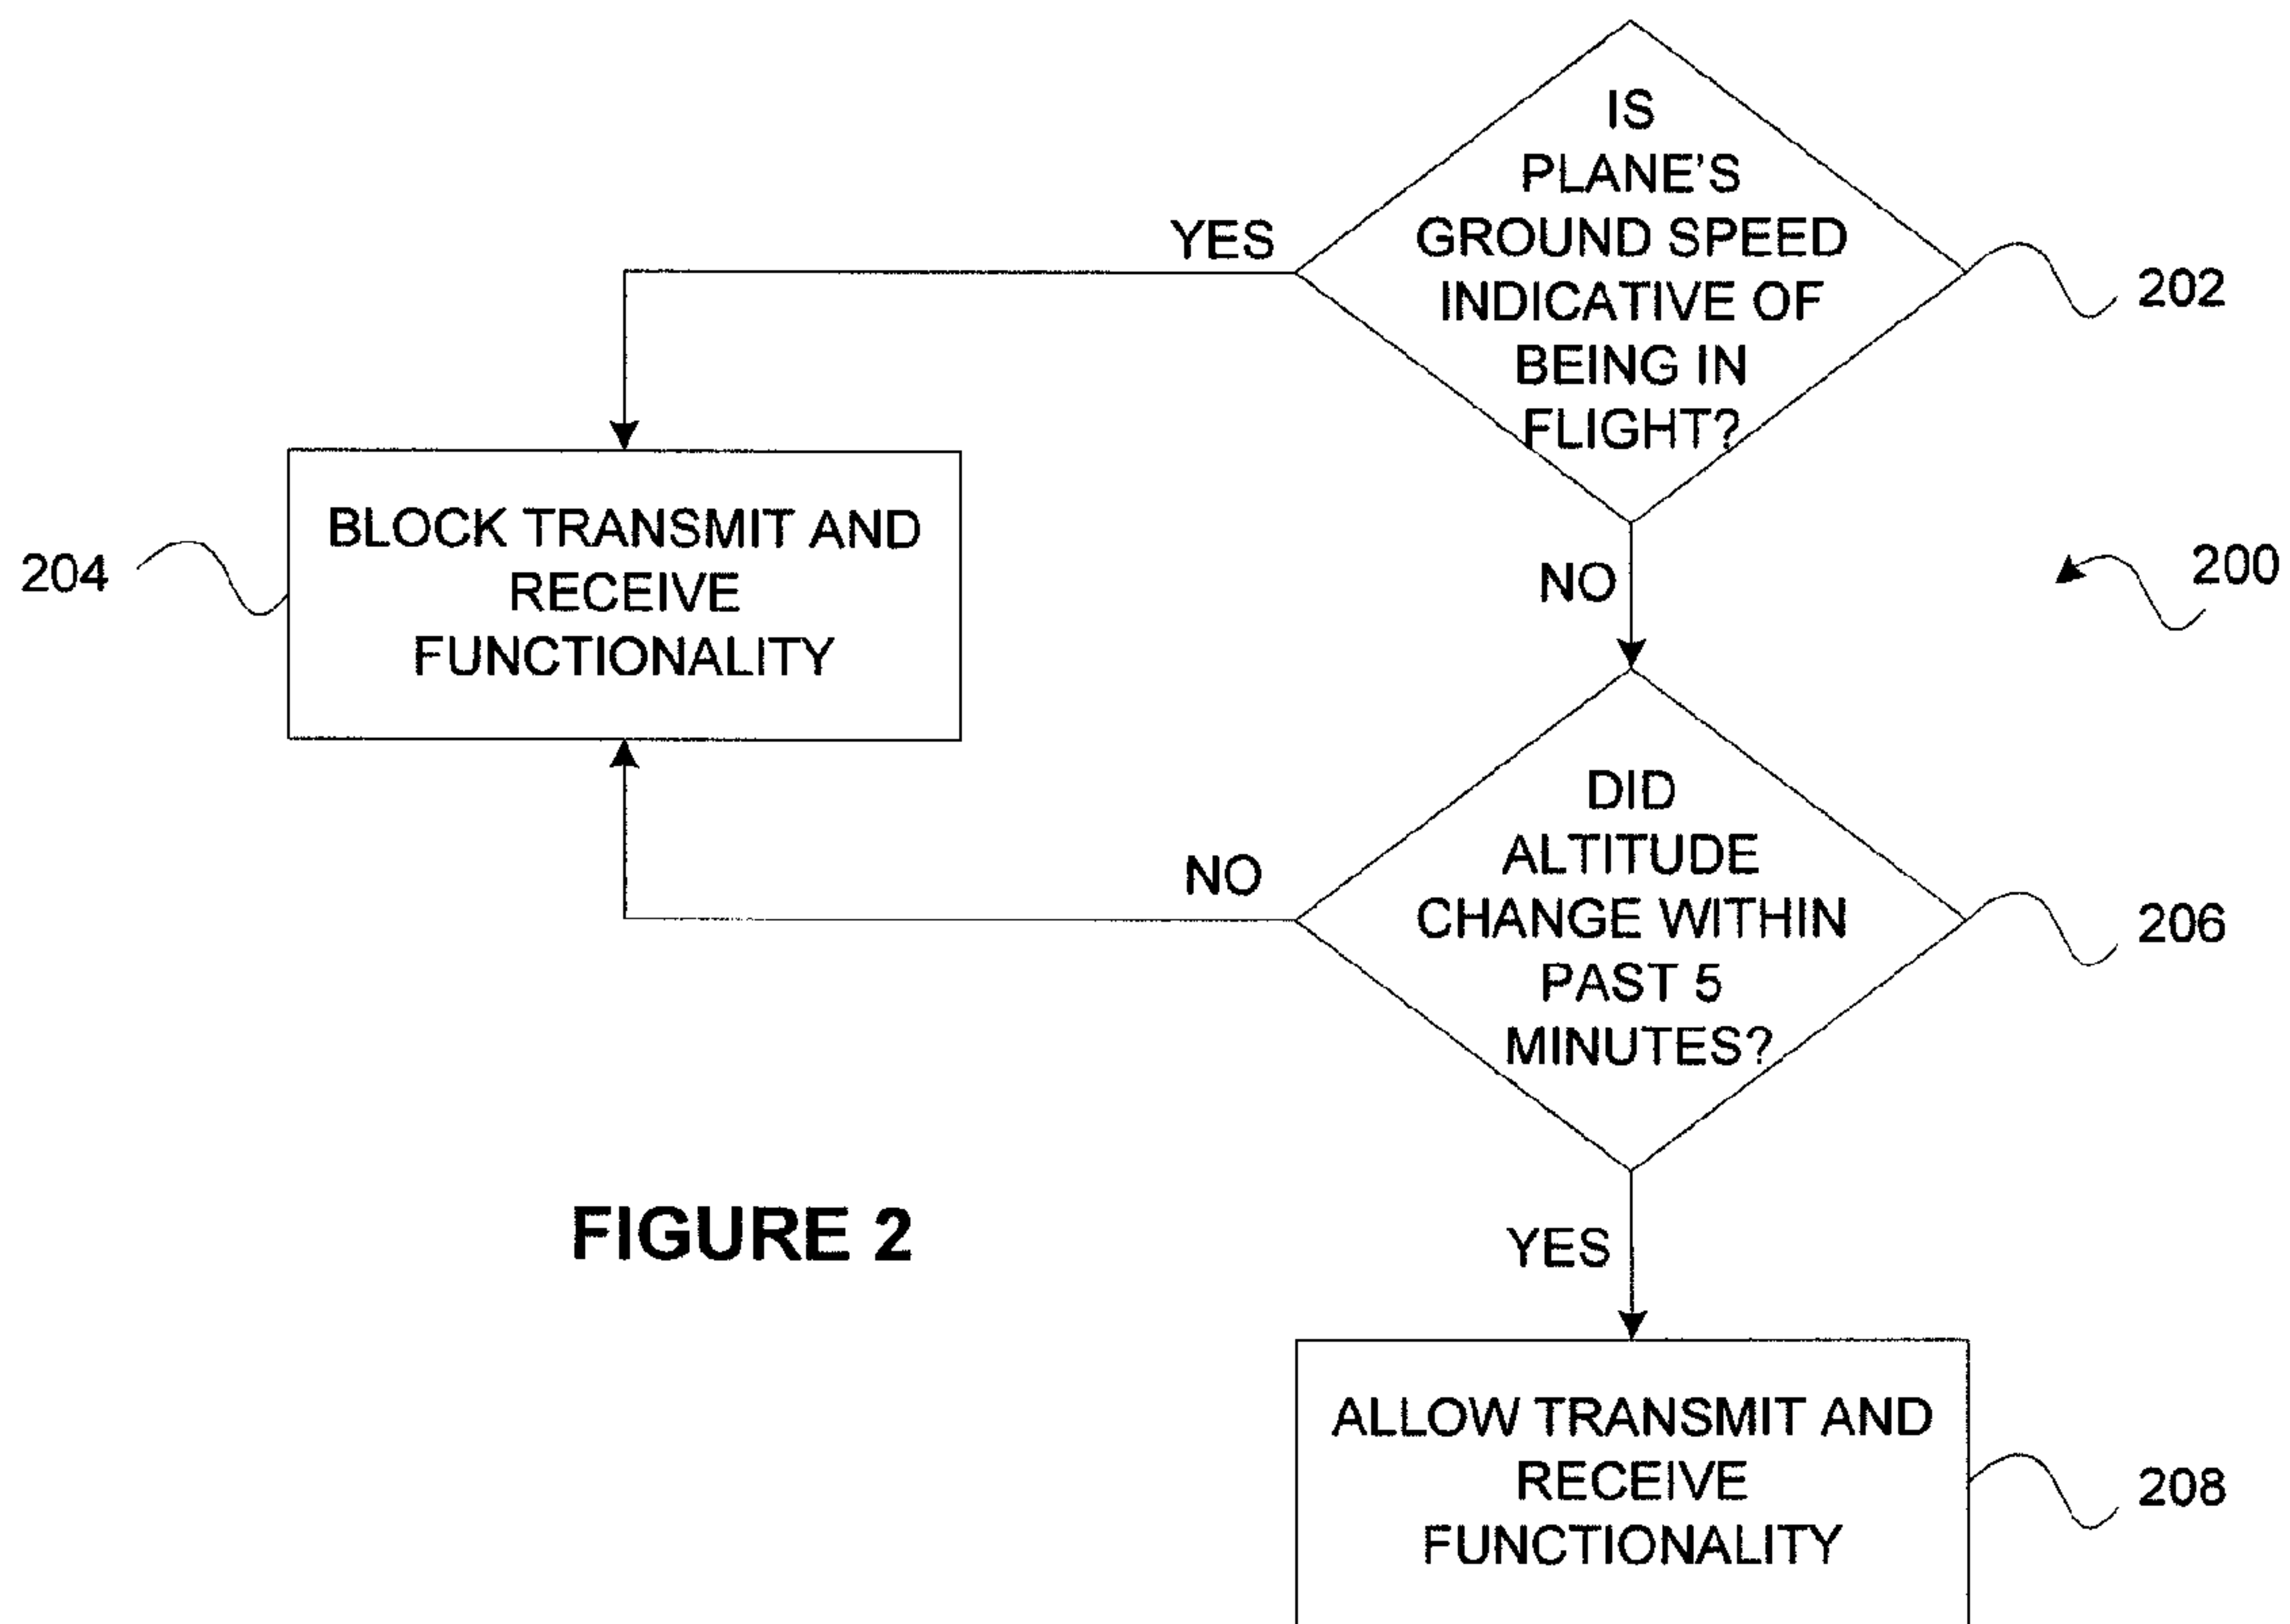 IS
PLANE'S
GROUND SPEED
INDICATIVE OF
BEING IN
FLIGHT?
202
YES
BLOCK TRANSMIT AND
RECEIVE
FUNCTIONALITY
204
NO
200
DID
ALTITUDE
CHANGE WITHIN
PAST 5
MINUTES?
206
NO
YES
FIGURE 2
ALLOW TRANSMIT AND
RECEIVE
FUNCTIONALITY
208